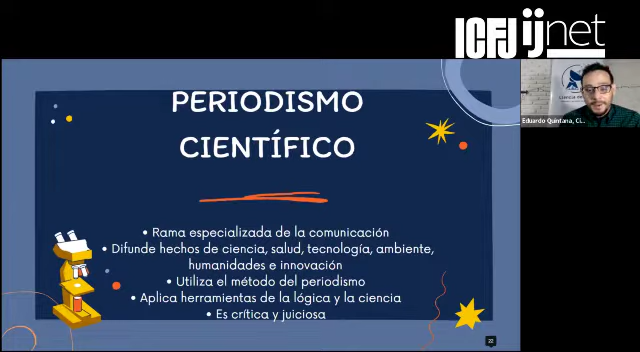 ICFJ ijnet
PERIODISMO
CIENTÍFICO
• Rama especializada de la comunicación
• Difunde hechos de ciencia, salud, tecnología, ambiente,
humanidades e innovación
• Utiliza el método del periodismo
• Aplica herramientas de la lógica y la ciencia
• Es crítica y juiciosa
22
Eduardo Quintana, Ci...